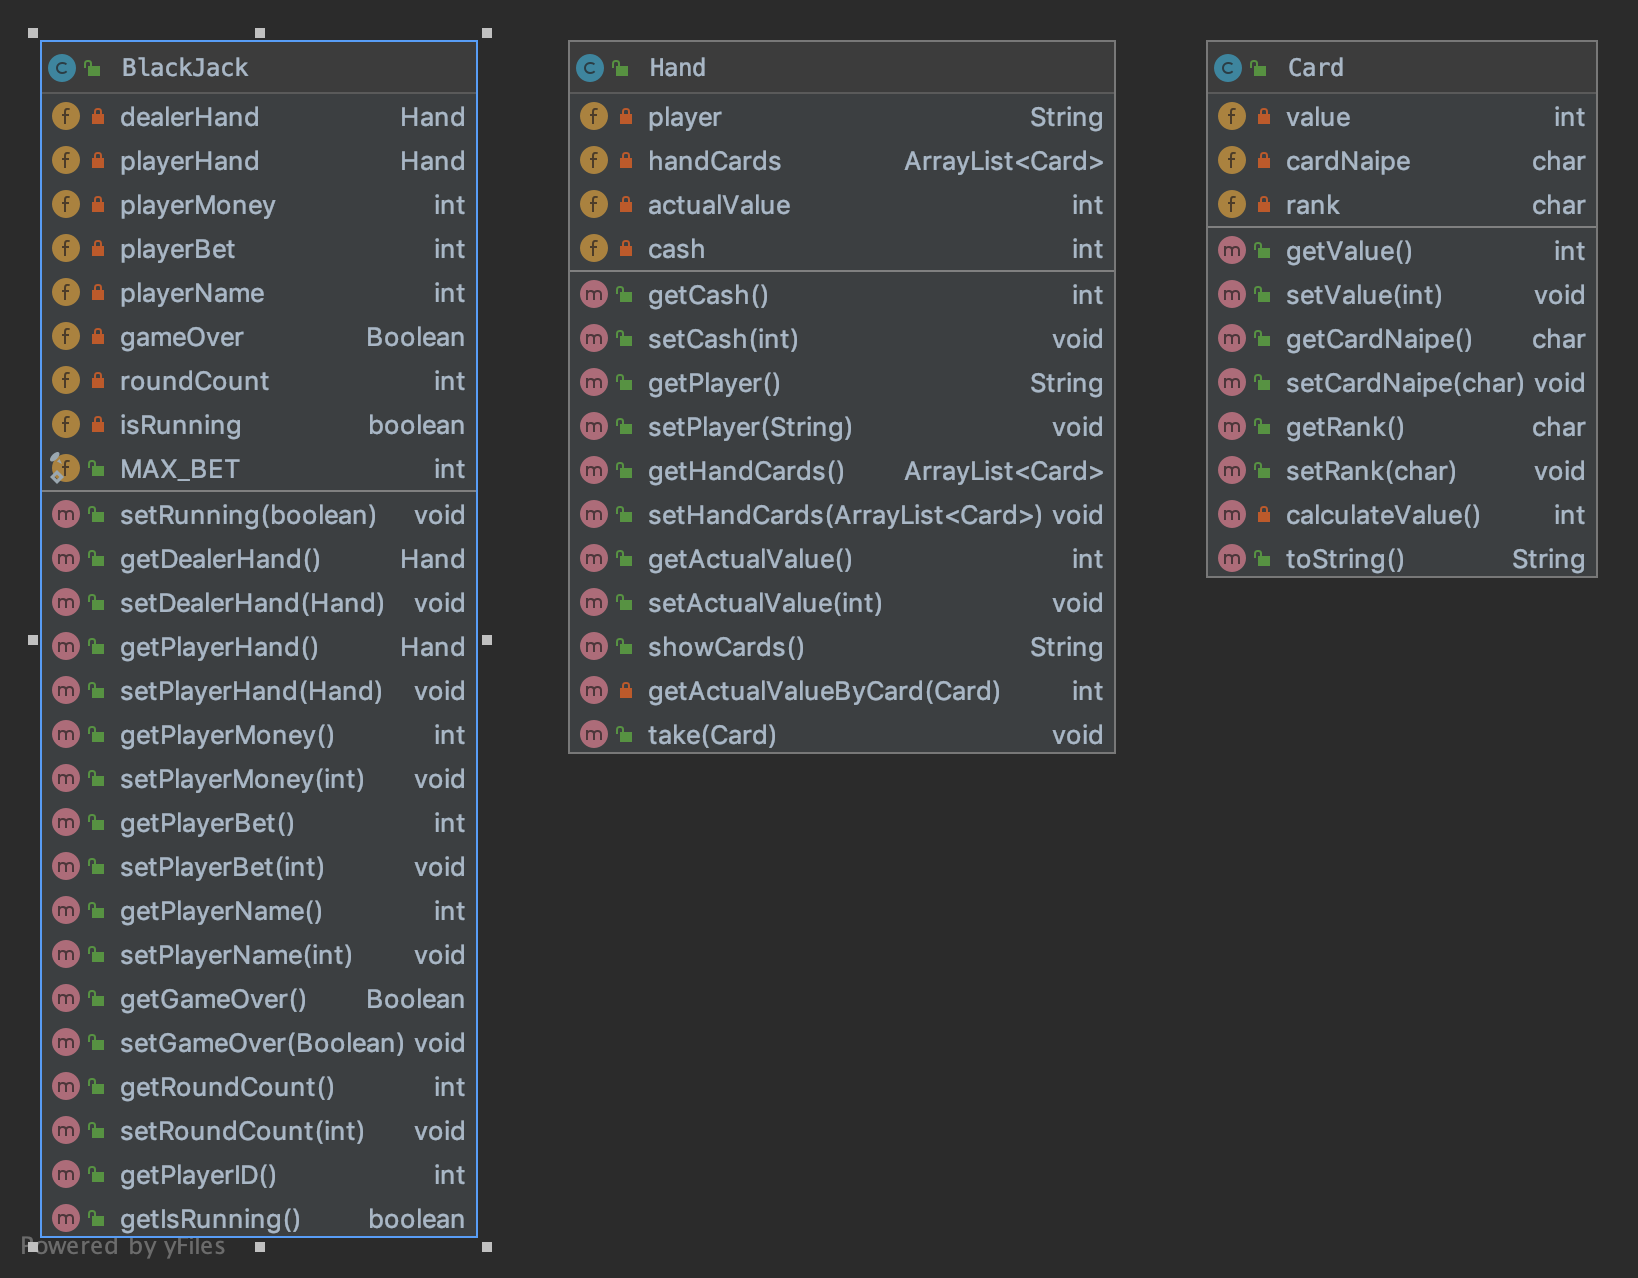 BlackJack
dealerHand Hand
playerHand Hand
playerMoney int
playerBet int
playerName int
gameOver Boolean
roundCount int
isRunning boolean
MAX_BET int
setRunning(boolean) void
getDealerHand() Hand
setDealerHand(Hand) void
getPlayerHand() Hand
setPlayerHand(Hand) void
getPlayerMoney() int
setPlayerMoney(int) void
getPlayerBet() int
setPlayerBet(int) void
getPlayerName() int
setPlayerName(int) void
getGameOver() Boolean
setGameOver(Boolean) void
getRoundCount() int
setRoundCount(int) void
getPlayerID() int
getIsRunning() boolean
Hand
player String
handCards ArrayList<Card>
actualValue int
cash int
getCash() int
setCash(int) void
getPlayer() String
setPlayer(String) void
getHandCards() ArrayList<Card>
setHandCards(ArrayList<Card>) void
getActualValue() int
setActualValue(int) void
showCards() String
getActualValueByCard(Card) int
take(Card) void
Card
value int
cardNaipe char
rank char
getValue() int
setValue(int) void
getCardNaipe() char
setCardNaipe(char) void
getRank() char
setRank(char) void
calculateValue() int
toString() String
Powered by yFiles